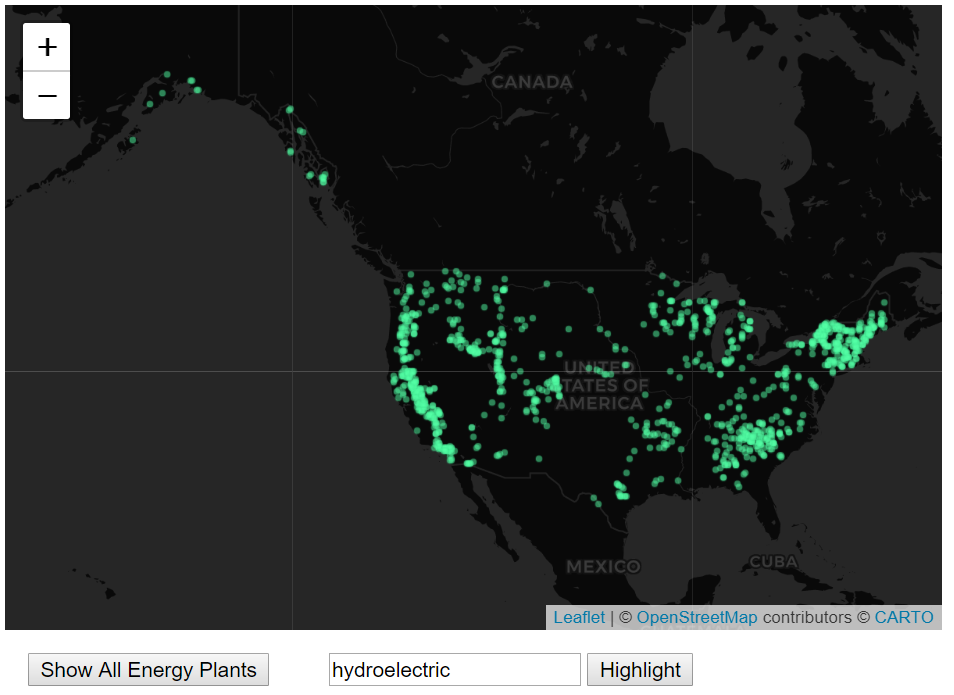 +
−
CANADA
UNITED
STATES OF
AMERICA
MEXICO
CUBA
Leaflet | © OpenStreetMap contributors © CARTO
Show All Energy Plants hydroelectric Highlight